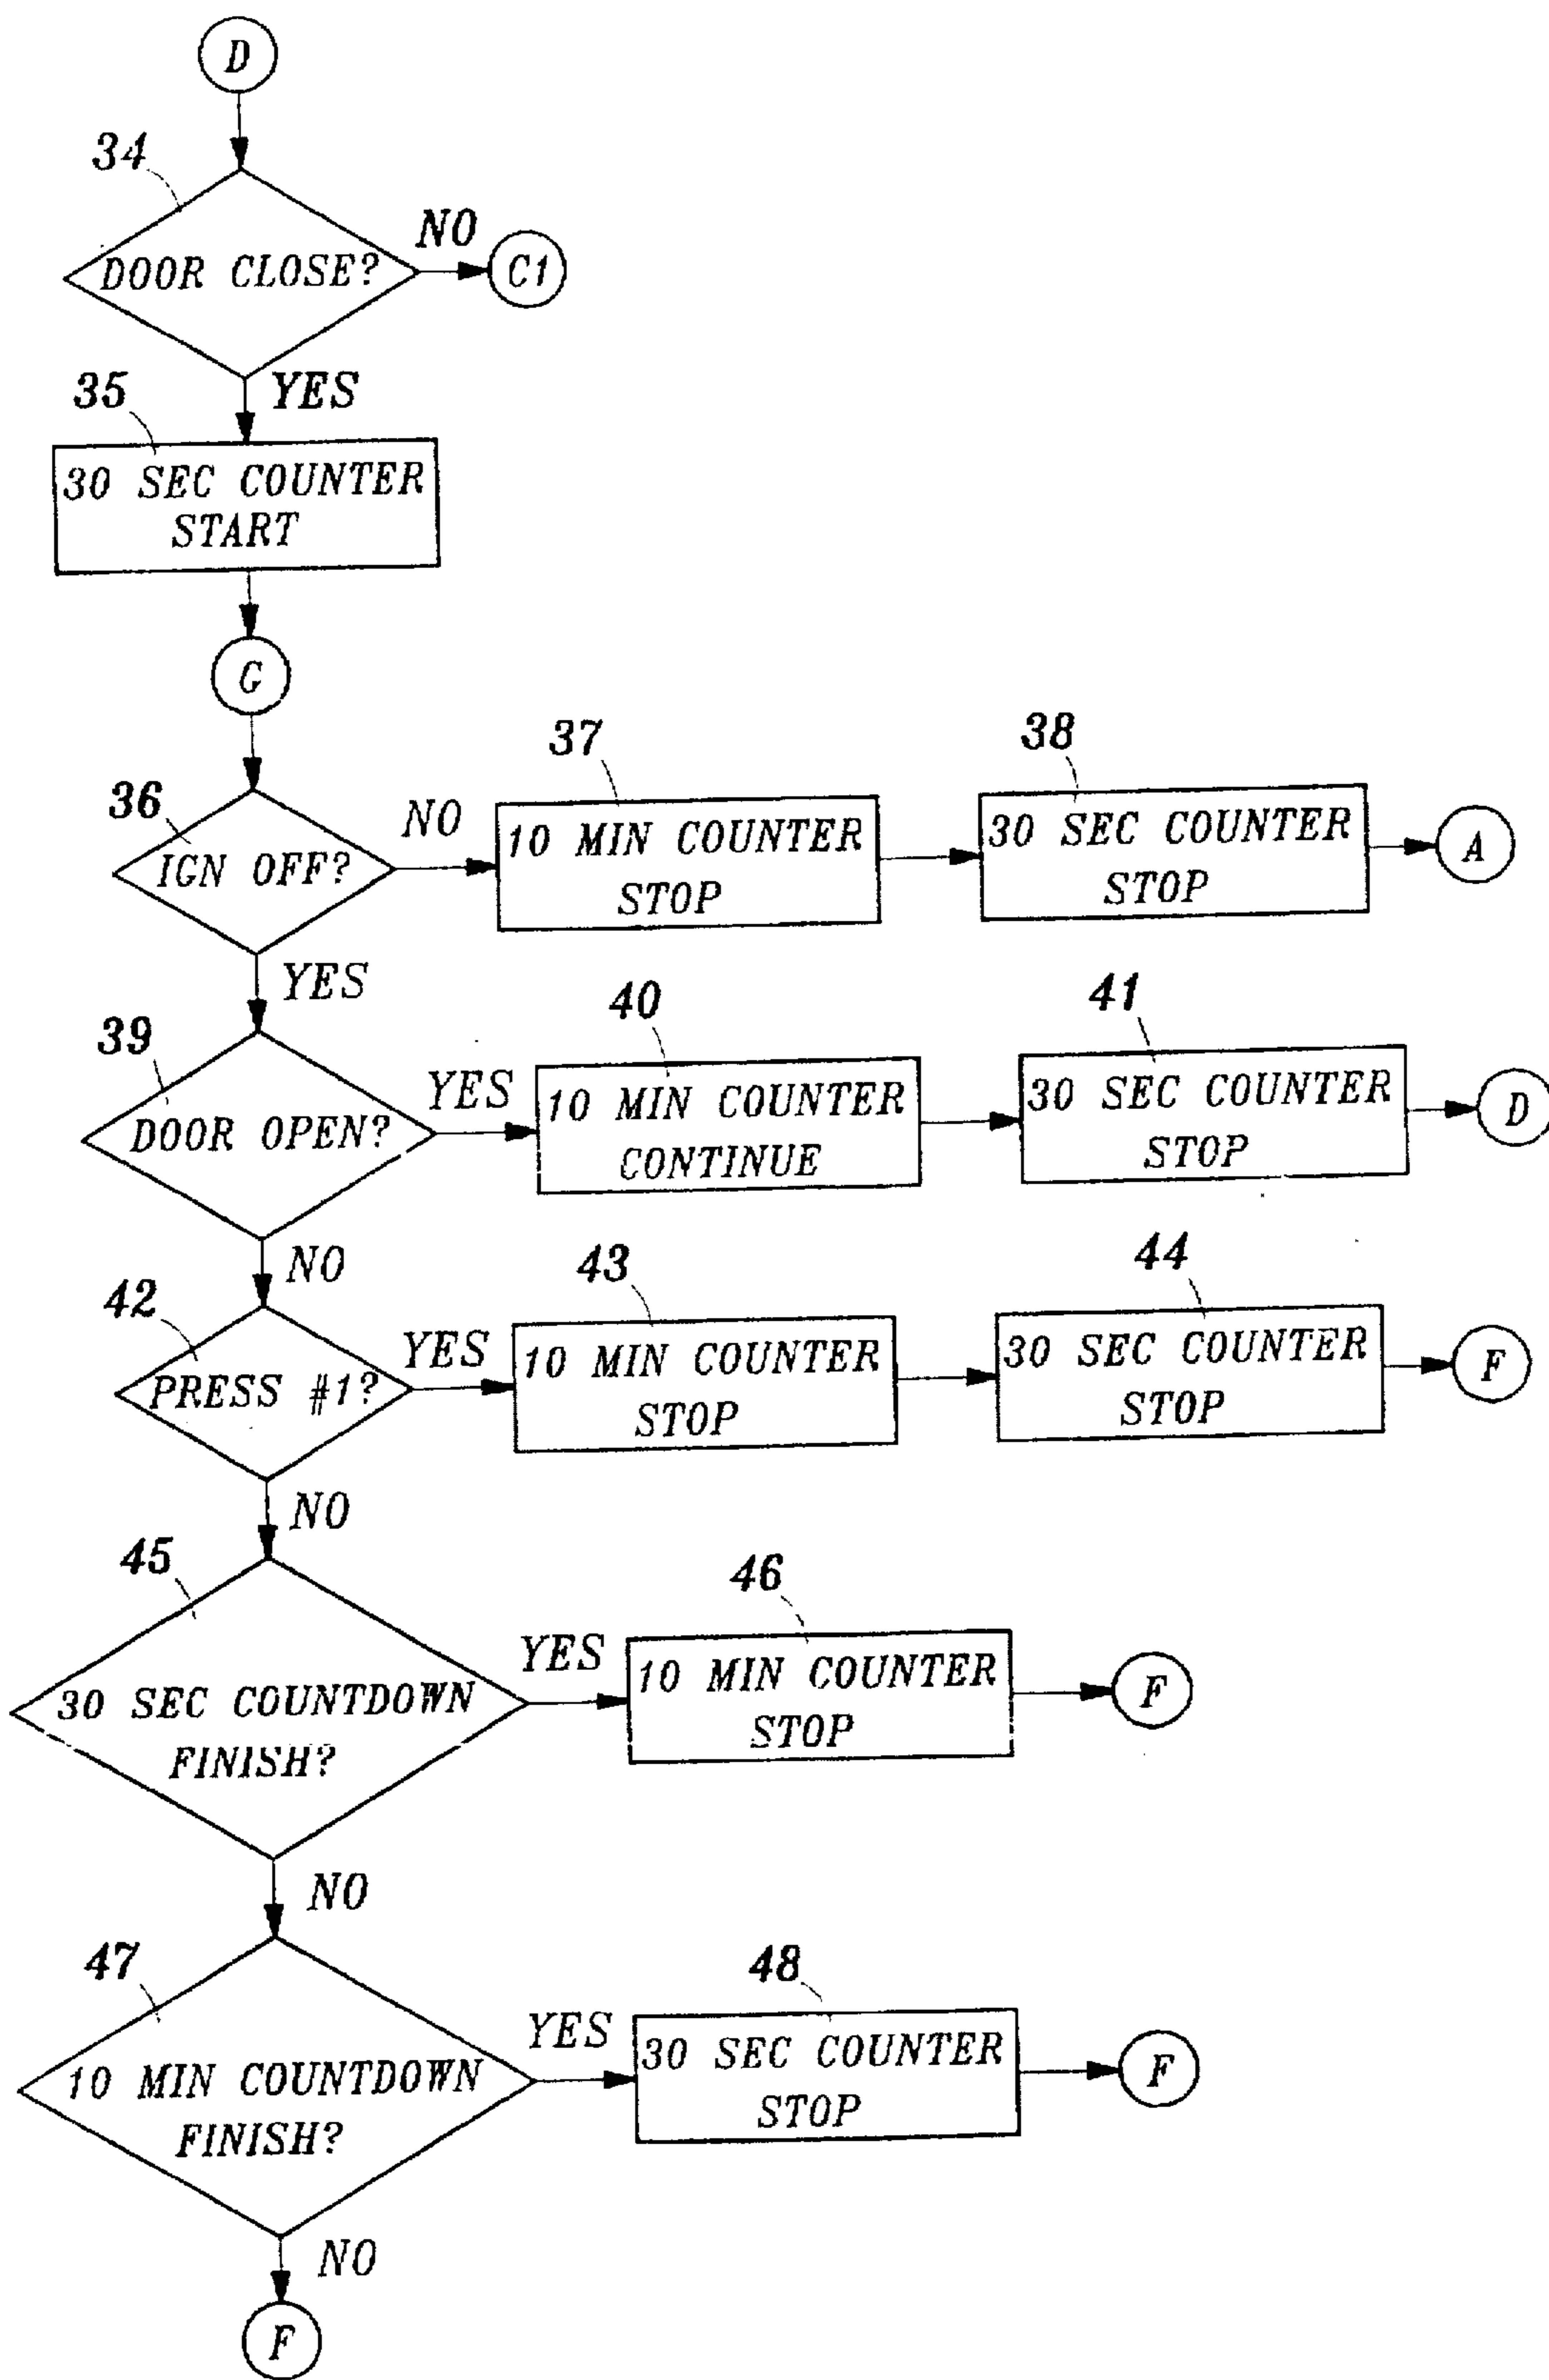 D
34
DOOR CLOSE?
NO
C1
YES
35
30 SEC COUNTER
START
G
36
IGN OFF?
NO
37
10 MIN COUNTER
STOP
38
30 SEC COUNTER
STOP
A
YES
39
DOOR OPEN?
YES
40
10 MIN COUNTER
CONTINUE
41
30 SEC COUNTER
STOP
D
NO
42
PRESS #1?
YES
43
10 MIN COUNTER
STOP
44
30 SEC COUNTER
STOP
F
NO
45
30 SEC COUNTDOWN
FINISH?
YES
46
10 MIN COUNTER
STOP
F
NO
47
10 MIN COUNTDOWN
FINISH?
YES
48
30 SEC COUNTER
STOP
F
NO
F